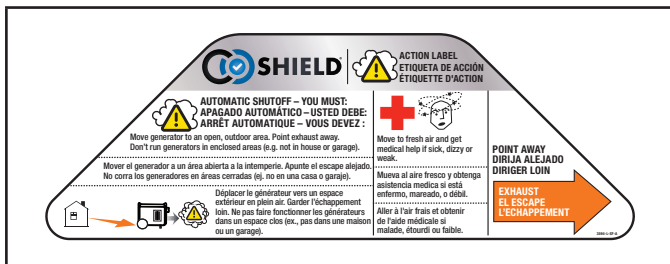 CO SHIELD®
ACTION LABEL
ETIQUETA DE ACCIÓN
ÉTIQUETTE D'ACTION
AUTOMATIC SHUTOFF – YOU MUST:
APAGADO AUTOMÁTICO – USTED DEBE:
ARRÊT AUTOMATIQUE – VOUS DEVEZ :
Move generator to an open, outdoor area. Point exhaust away.
Don't run generators in enclosed areas (e.g. not in house or garage).
Mover el generador a un área abierta a la intemperie. Apunte el escape alejado.
No corra los generadores en áreas cerradas (ej. no en una casa o garaje).
Déplacer le générateur vers un espace
extérieur en plein air. Garder l'échappement
loin. Ne pas faire fonctionner les générateurs
dans un espace clos (ex., pas dans une maison
ou un garage).
Move to fresh air and get
medical help if sick, dizzy or
weak.
Mueva al aire fresco y obtenga
asistencia medica si está
enfermo, mareado, o débil.
Aller à l'air frais et obtenir
de l'aide médicale si
malade, étourdi ou faible.
POINT AWAY
DIRIJA ALEJADO
DIRIGER LOIN
EXHAUST
EL ESCAPE
L'ECHAPPEMENT